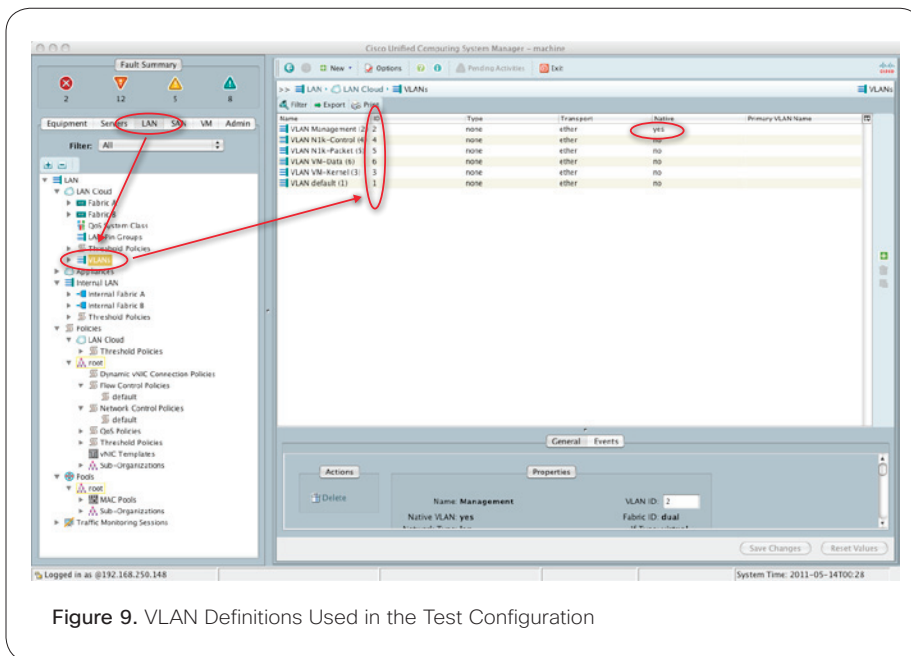 Cisco Unified Computing System Manager - machine
Fault Summary
2 12 5 8
Equipment Servers LAN SAN VM Admin
Filter: All
LAN
LAN Cloud
Fabric A
Fabric B
QoS System Class
LAN Pin Groups
Threshold Policies
VLANs
Appliances
Internal LAN
Internal Fabric A
Internal Fabric B
Threshold Policies
Policies
LAN Cloud
Threshold Policies
root
Dynamic vNIC Connection Policies
Flow Control Policies
default
Network Control Policies
default
QoS Policies
Threshold Policies
vNIC Templates
Sub-Organizations
Pools
root
MAC Pools
Sub-Organizations
Traffic Monitoring Sessions
New Options Pending Activities Exit
cisco
>> LAN LAN Cloud VLANs VLANs
Filter Export Print
Name ID Type Transport Native Primary VLAN Name
VLAN Management (2) 2 none ether yes
VLAN N1k-Control (4) 4 none ether no
VLAN N1k-Packet (5) 5 none ether no
VLAN VM-Data (6) 6 none ether no
VLAN VM-Kernel (3) 3 none ether no
VLAN default (1) 1 none ether no
General Events
Actions
Delete
Properties
Name: Management VLAN ID: 2
Native VLAN: yes Fabric ID: dual
Save Changes Reset Values
Logged in as @192.168.250.148 System Time: 2011-05-14T00:28
Figure 9. VLAN Definitions Used in the Test Configuration